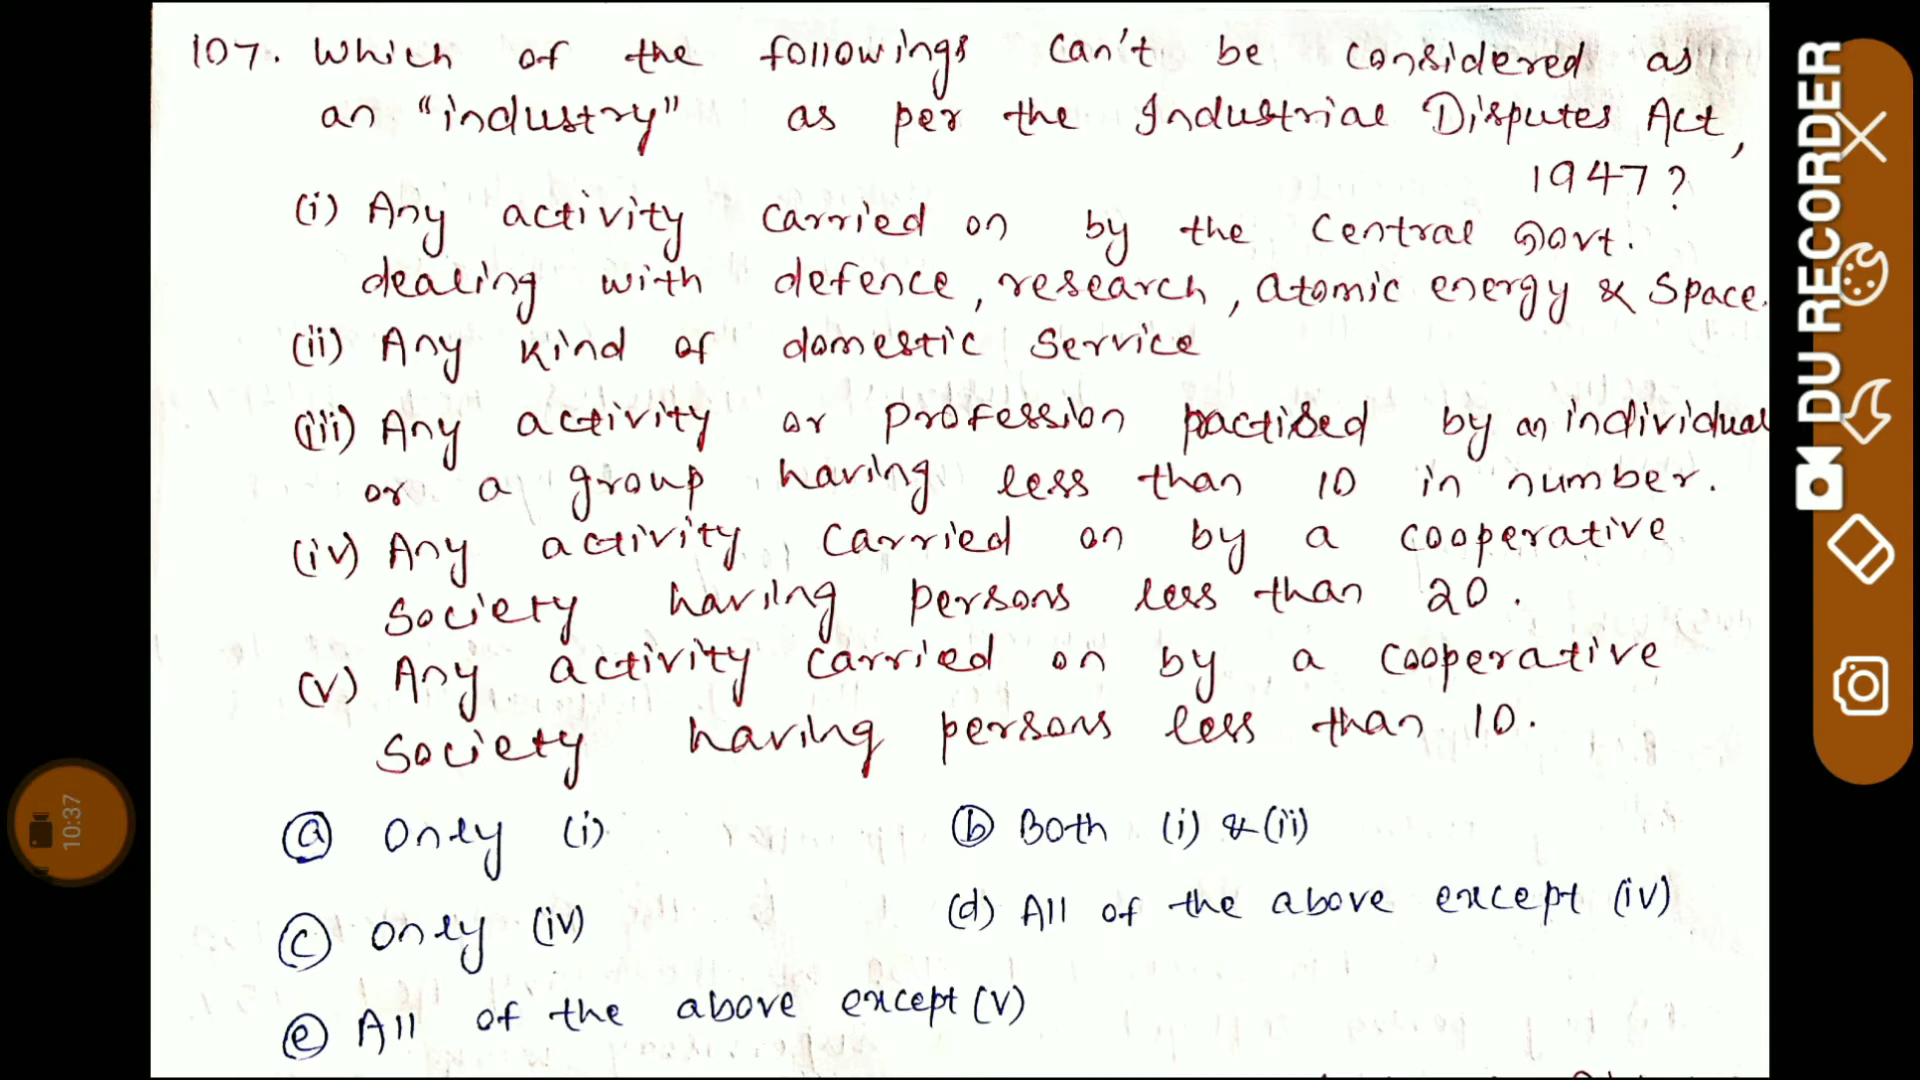 107. Which of the followings can't be considered as
an "industry" as per the Industrial Disputes Act,
1947?
(i) Any activity carried on by the Central Govt.
dealing with defence, research, atomic energy & Space.
(ii) Any kind of domestic Service
(iii) Any activity or profession practised by an individual
or a group having less than 10 in number.
(iv) Any activity carried on by a cooperative
Society having persons less than 20.
(v) Any activity carried on by a cooperative
Society having persons less than 10.
(a) Only (i)
(b) Both (i) & (ii)
(c) only (iv)
(d) All of the above except (iv)
(e) All of the above except (v)
DU RECORDER
10:37